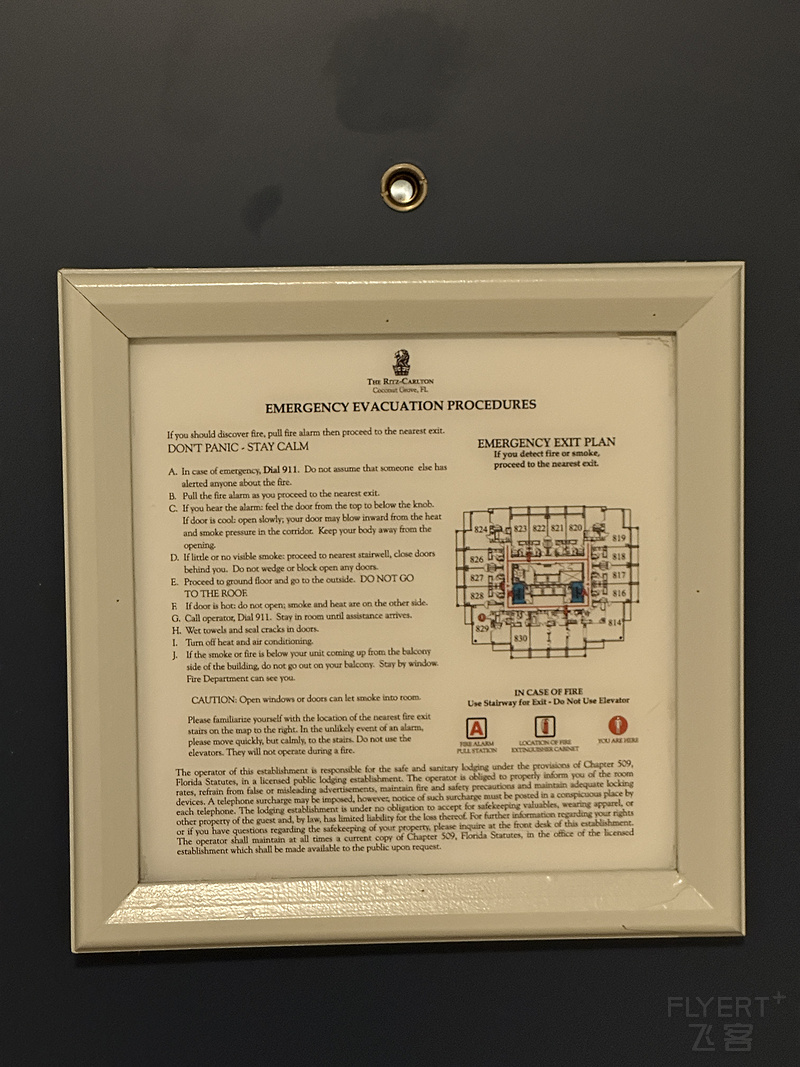 THE RITZ-CARLTON
Coconut Grove, FL
EMERGENCY EVACUATION PROCEDURES
If you should discover fire, pull fire alarm then proceed to the nearest exit.
DON'T PANIC - STAY CALM
A. In case of emergency, Dial 911. Do not assume that someone else has
alerted anyone about the fire.
B. Pull the fire alarm as you proceed to the nearest exit.
C. If you hear the alarm: feel the door from the top to below the knob.
If door is cool: open slowly; your door may blow inward from the heat
and smoke pressure in the corridor. Keep your body away from the
opening.
D. If little or no visible smoke: proceed to nearest stairwell, close doors
behind you. Do not wedge or block open any doors.
E. Proceed to ground floor and go to the outside. DO NOT GO
TO THE ROOF.
F. If door is hot: do not open; smoke and heat are on the other side.
G. Call operator, Dial 911. Stay in room until assistance arrives.
H. Wet towels and seal cracks in doors.
I. Turn off heat and air conditioning.
J. If the smoke or fire is below your unit coming up from the balcony
side of the building, do not go out on your balcony. Stay by window.
Fire Department can see you.
CAUTION: Open windows or doors can let smoke into room.
Please familiarize yourself with the location of the nearest fire exit
stairs on the map to the right. In the unlikely event of an alarm,
please move quickly, but calmly, to the stairs. Do not use the
elevators. They will not operate during a fire.
EMERGENCY EXIT PLAN
If you detect fire or smoke,
proceed to the nearest exit.
824 823 822 821 820 819
826 818
827 817
828 816
829 814
830
IN CASE OF FIRE
Use Stairway for Exit - Do Not Use Elevator
A
FIRE ALARM
PULL STATION
LOCATION OF FIRE
EXTINGUISHER CABINET
YOU ARE HERE
The operator of this establishment is responsible for the safe and sanitary lodging under the provisions of Chapter 509,
Florida Statutes, in a licensed public lodging establishment. The operator is obliged to properly inform you of the room
rates, refrain from false or misleading advertisements, maintain fire and safety precautions and maintain adequate locking
devices. A telephone surcharge may be imposed, however, notice of such surcharge must be posted in a conspicuous place by
each telephone. The lodging establishment is under no obligation to accept for safekeeping valuables, wearing apparel, or
other property of the guest and, by law, has limited liability for the loss thereof. For further information regarding your rights
or if you have questions regarding the safekeeping of your property, please inquire at the front desk of this establishment.
The operator shall maintain at all times a current copy of Chapter 509, Florida Statutes, in the office of the licensed
establishment which shall be made available to the public upon request.
FLYERT+
飞客